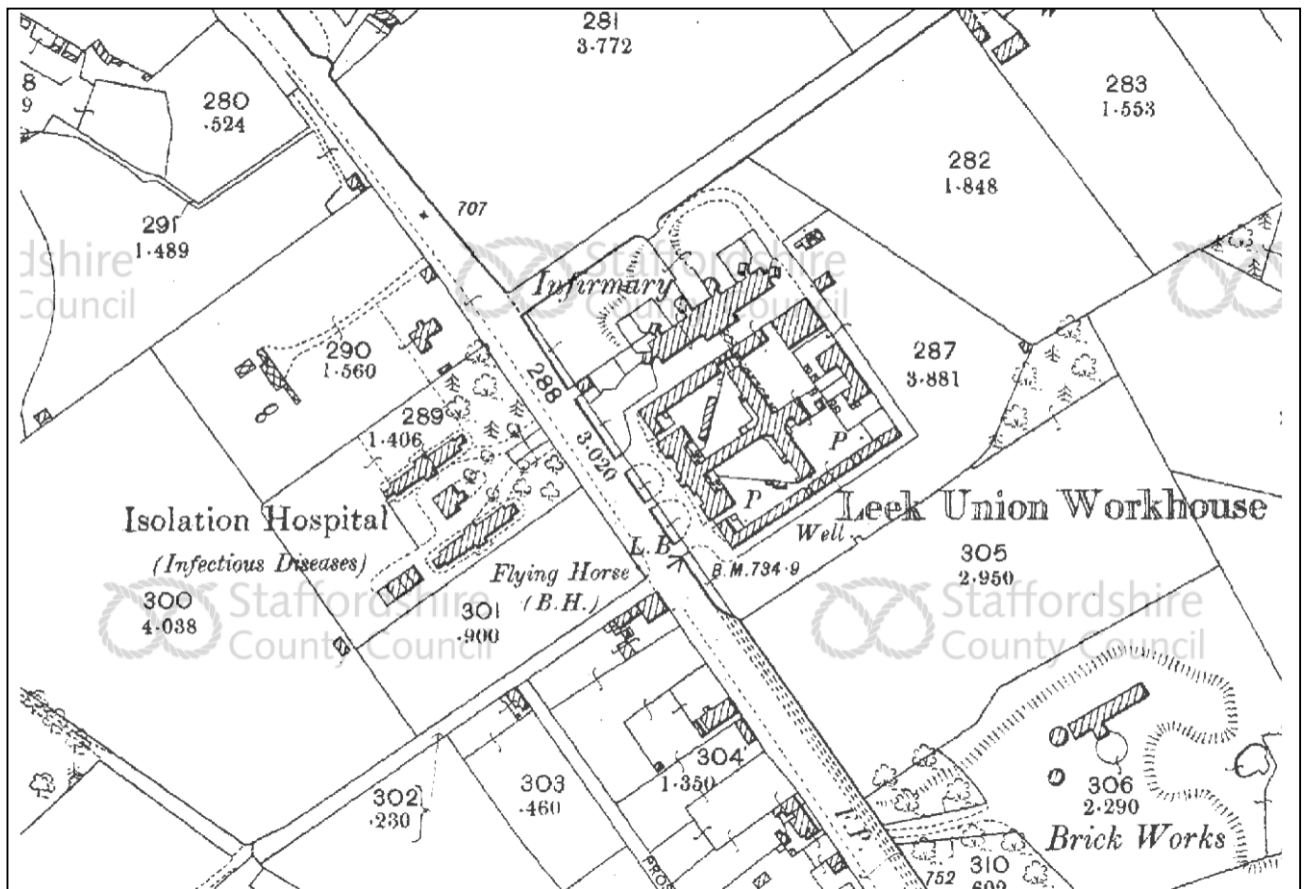 281
3·772
283
1·553
280
·524
282
1·848
291
1·489
707
Staffordshire
County Council
Infirmary
290
1·560
288
3·020
287
3·881
289
1·406
P
P
Isolation Hospital
(Infectious Diseases)
Leek Union Workhouse
Well
L.B.
B.M.734·9
305
2·950
Flying Horse
(B.H.)
300
4·038
301
·900
Staffordshire
County Council
Staffordshire
County Council
dshire
Council
304
1·350
302
·230
303
·460
306
2·290
Brick Works
F.P.
752
310